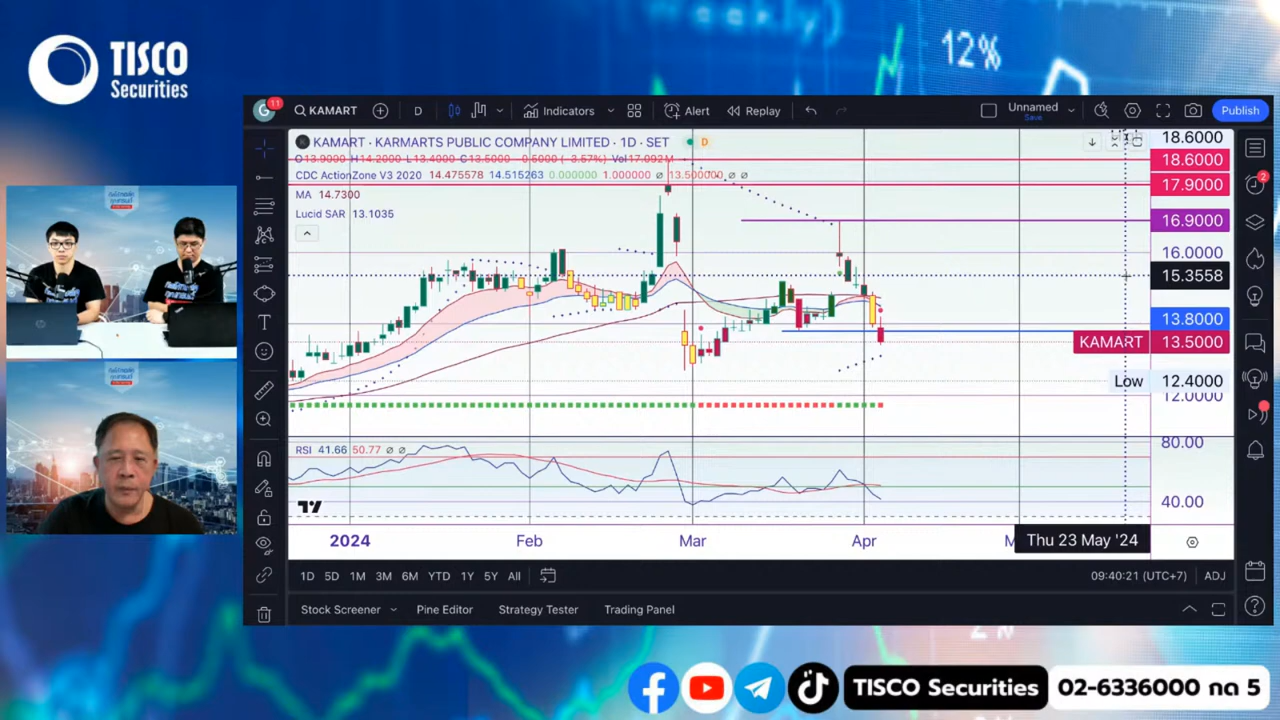 TISCO
Securities
12%
G 11 KAMART D Indicators Alert Replay Unnamed Save Publish
KAMART · KARMARTS PUBLIC COMPANY LIMITED · 1D · SET D
O13.9000 H14.2000 L13.4000 C13.5000 -0.5000 (-3.57%) Vol17.092M
CDC ActionZone V3 2020 14.475578 14.515263 0.000000 1.000000 ø 13.500000 ø ø
MA 14.7300
Lucid SAR 13.1035
18.6000
18.6000
17.9000
16.9000
16.0000
15.3558
13.8000
KAMART 13.5000
Low 12.4000
12.0000
RSI 41.66 50.77 ø ø
80.00
40.00
2024 Feb Mar Apr Thu 23 May '24
1D 5D 1M 3M 6M YTD 1Y 5Y All 09:40:21 (UTC+7) ADJ
Stock Screener Pine Editor Strategy Tester Trading Panel
2
TISCO Securities 02-6336000 กด 5